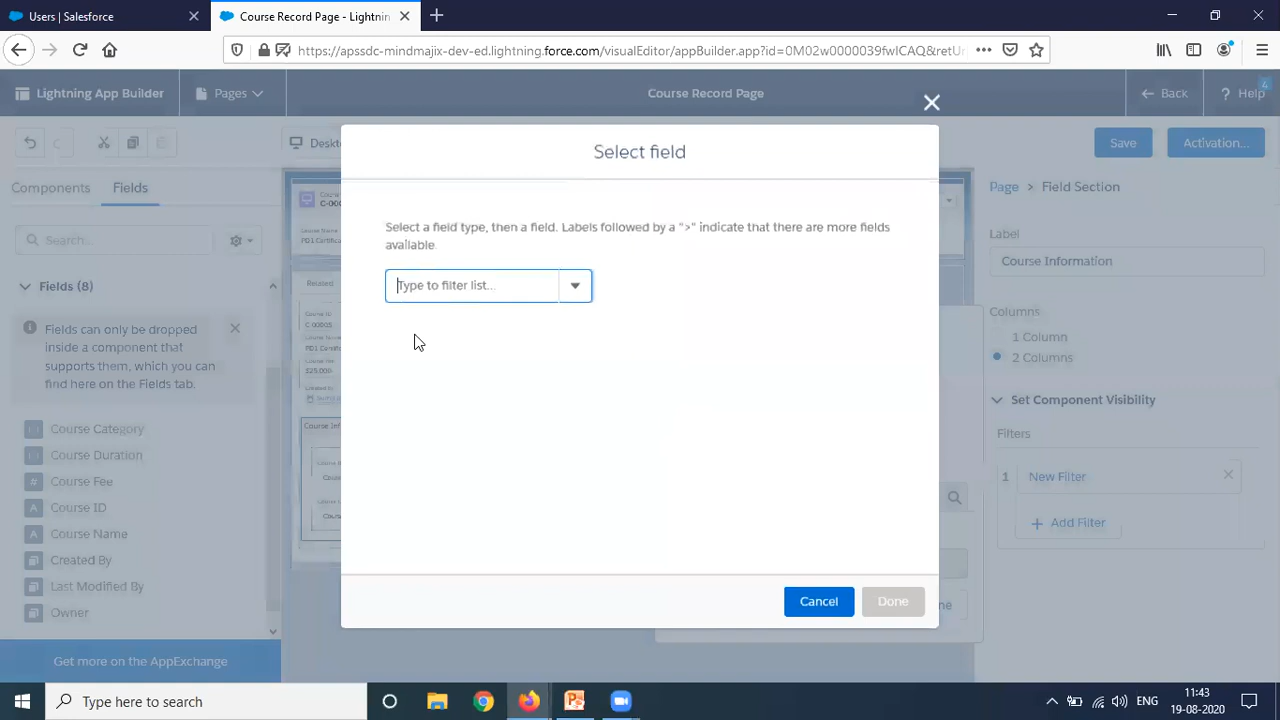 Users | Salesforce
Course Record Page - Lightnin
https://apssdc-mindmajix-dev-ed.lightning.force.com/visualEditor/appBuilder.app?id=0M02w0000039fwICAQ&retU
Lightning App Builder
Pages
Course Record Page
Back
? Help
Deskt
Save
Activation...
Select field
Components
Fields
Page > Field Section
Search...
Select a field type, then a field. Labels followed by a ">" indicate that there are more fields
available.
Label
Course Information
Type to filter list...
Fields (8)
Fields can only be dropped
inside a component that
supports them, which you can
find here on the Fields tab.
Columns
1 Column
2 Columns
Set Component Visibility
Filters
1 New Filter
Add Filter
Course Category
Course Duration
Course Fee
Course ID
Course Name
Created By
Last Modified By
Owner
Cancel
Done
Get more on the AppExchange
Type here to search
ENG
11:43
19-08-2020